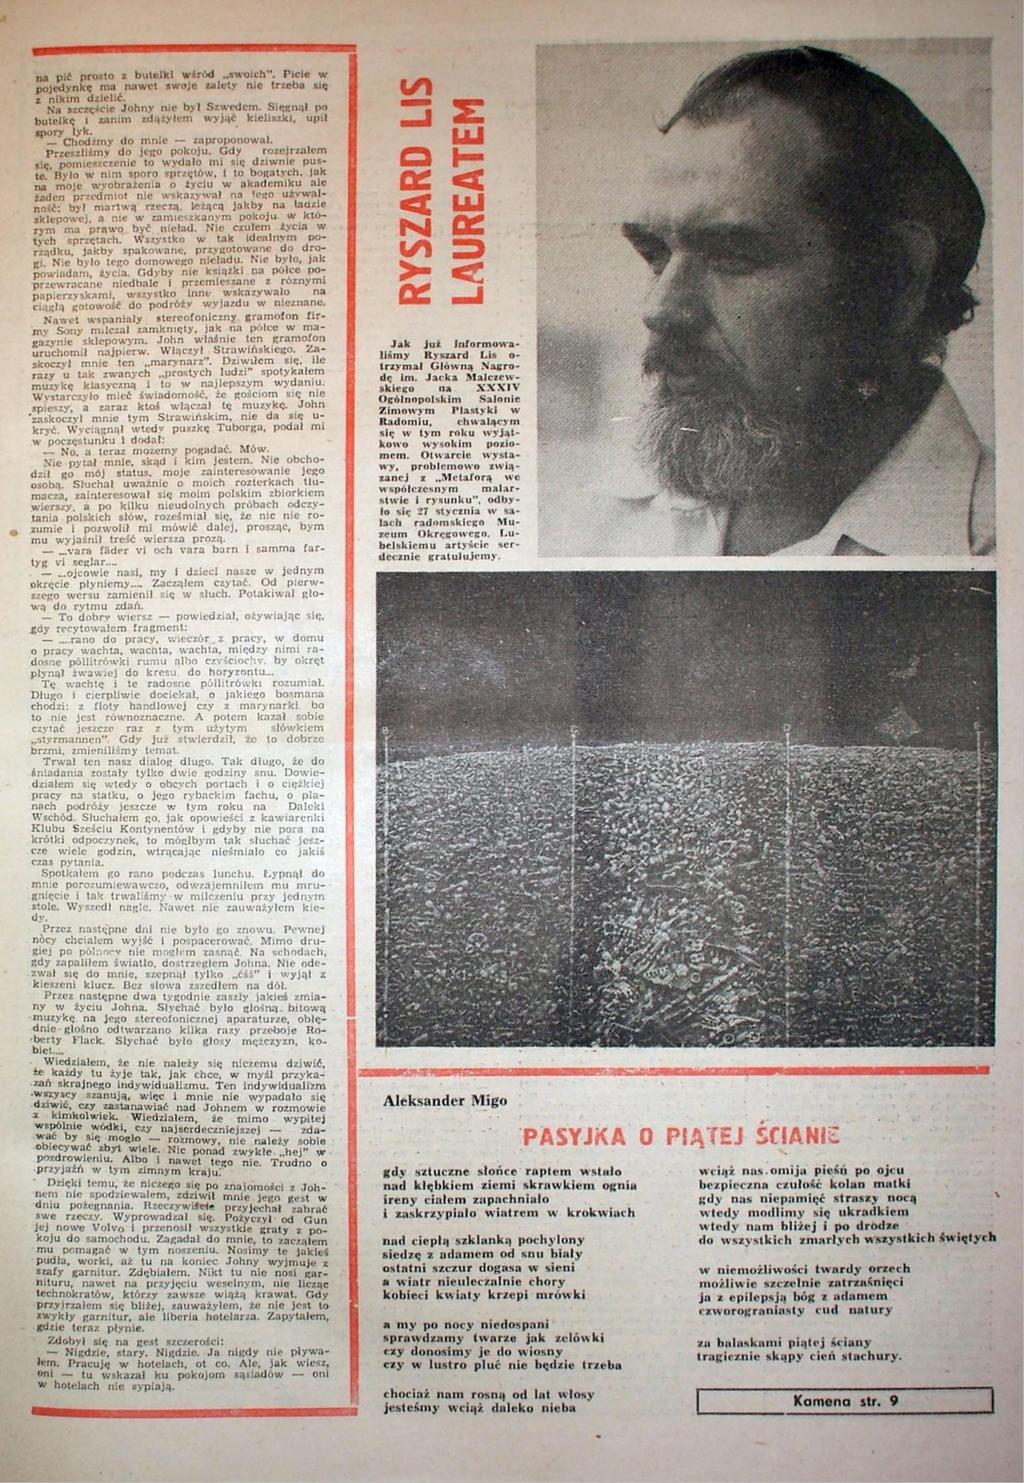 na pić prosto z butelki wśród „swoich". Picie w
pojedynkę ma nawet swoje zalety nie trzeba się
z nikim dzielić.
Na szczęście Johny nie był Szwedem. Sięgnął po
butelkę i zanim zdążyłem wyjąć kieliszki, upił
spory łyk.
— Chodźmy do mnie — zaproponował.
Przeszliśmy do jego pokoju. Gdy rozejrzałem
się, pomieszczenie to wydało mi się dziwnie pus-
te. Było w nim sporo sprzętów, i to bogatych, jak
na moje wyobrażenia o życiu w akademiku ale
żaden przedmiot nie wskazywał na jego używal-
ność; był martwą rzeczą, leżącą jakby na ladzie
sklepowej, a nie w zamieszkanym pokoju w któ-
rym ma prawo być nieład. Nie czułem życia w
tych sprzętach. Wszystko w tak idealnym po-
rządku, jakby spakowane, przygotowane do dro-
gi. Nie było tego domowego nieładu. Nie było, jak
powiadam, życia. Gdyby nie książki na półce po-
przewracane niedbale i przemieszane z różnymi
papierzyskami, wszystko inne wskazywało na
ciągłą gotowość do podróży wyjazdu w nieznane.
Nawet wspaniały stereofoniczny gramofon fir-
my Sony milczał zamknięty, jak na półce w ma-
gazynie sklepowym. John właśnie ten gramofon
uruchomił najpierw. Włączył Strawińskiego. Za-
skoczył mnie ten „marynarz". Dziwiłem się, ile
razy u tak zwanych „prostych ludzi" spotykałem
muzykę klasyczną i to w najlepszym wydaniu.
Wystarczyło mieć świadomość, że gościom się nie
spieszy, a zaraz ktoś włączał tę muzykę. John
zaskoczył mnie tym Strawińskim, nie da się u-
kryć. Wyciągnął wtedy puszkę Tuborga, podał mi
w poczęstunku i dodał:
— No, a teraz możemy pogadać. Mów.
Nie pytał mnie, skąd i kim jestem. Nie obcho-
dził go mój status, moje zainteresowanie jego
osobą. Słuchał uważnie o moich rozterkach tłu-
macza, zainteresował się moim polskim zbiorkiem
wierszy, a po kilku nieudolnych próbach odczy-
tania polskich słów, roześmiał się, że nic nie ro-
zumie i pozwolił mi mówić dalej, prosząc, bym
mu wyjaśnił treść wiersza prozą.
— ...vara fäder vi och vara barn i samma far-
tyg vi seglar....
— ...ojcowie nasi, my i dzieci nasze w jednym
okręcie płyniemy.... Zacząłem czytać. Od pierw-
szego wersu zamienił się w słuch. Potakiwał gło-
wą do rytmu zdań.
— To dobry wiersz — powiedział, ożywiając się,
gdy recytowałem fragment:
— ....rano do pracy, wieczór z pracy, w domu
o pracy wachta, wachta, wachta, między nimi ra-
dosne półlitrówki rumu albo czyściochy, by okręt
płynął żwawiej do kresu, do horyzontu...
Tę wachtę i te radosne półlitrówki rozumiał.
Długo i cierpliwie dociekał, o jakiego bosmana
chodzi: z floty handlowej czy z marynarki, bo
to nie jest równoznaczne. A potem kazał sobie
czytać jeszcze raz z tym użytym słówkiem
„styrmannen". Gdy już stwierdził, że to dobrze
brzmi, zmieniliśmy temat.
Trwał ten nasz dialog długo. Tak długo, że do
śniadania zostały tylko dwie godziny snu. Dowie-
działem się wtedy o obcych portach i o ciężkiej
pracy na statku, o jego rybackim fachu, o pla-
nach podróży jeszcze w tym roku na Daleki
Wschód. Słuchałem go, jak opowieści z kawiarenki
Klubu Sześciu Kontynentów i gdyby nie pora na
krótki odpoczynek, to mógłbym tak słuchać jesz-
cze wiele godzin, wtrącając nieśmiało co jakiś
czas pytania.
Spotkałem go rano podczas lunchu. Łypnął do
mnie porozumiewawczo, odwzajemniłem mu mru-
gnięcie i tak trwaliśmy w milczeniu przy jednym
stole. Wyszedł nagle. Nawet nie zauważyłem kie-
dy.
Przez następne dni nie było go znowu. Pewnej
nocy chciałem wyjść i pospacerować. Mimo dru-
giej po północy nie mogłem zasnąć. Na schodach,
gdy zapaliłem światło, dostrzegłem Johna. Nie ode-
zwał się do mnie, szepnął tylko „ćśś" i wyjął z
kieszeni klucz. Bez słowa zszedłem na dół.
Przez następne dwa tygodnie zaszły jakieś zmia-
ny w życiu Johna. Słychać było głośną, bitową
muzykę na jego stereofonicznej aparaturze, obłę-
dnie głośno odtwarzano kilka razy przeboje Ro-
berty Flack. Słychać było głosy mężczyzn, ko-
biet....
Wiedziałem, że nie należy się niczemu dziwić,
że każdy tu żyje tak, jak chce, w myśl przyka-
zań skrajnego indywidualizmu. Ten indywidualizm
wszyscy szanują, więc i mnie nie wypadało się
dziwić, czy zastanawiać nad Johnem w rozmowie
z kimkolwiek. Wiedziałem, że mimo wypitej
wspólnie wódki, czy najserdeczniejszej — zda-
wać by się mogło — rozmowy, nie należy sobie
obiecywać zbyt wiele. Nic ponad zwykłe „hej" w
pozdrowieniu. Albo i nawet tego nie. Trudno o
przyjaźń w tym zimnym kraju.
Dzięki temu, że niczego się po znajomości z Joh-
nem nie spodziewałem, zdziwił mnie jego gest w
dniu pożegnania. Rzeczywiście przyjechał zabrać
swe rzeczy. Wyprowadzał się. Pożyczył od Gun
jej nowe Volvo i przenosił wszystkie graty z po-
koju do samochodu. Zagadał do mnie, to zacząłem
mu pomagać w tym noszeniu. Nosimy te jakieś
pudła, worki, aż tu na koniec Johny wyjmuje z
szafy garnitur. Zdębiałem. Nikt tu nie nosi gar-
nituru, nawet na przyjęciu weselnym, nie licząc
technokratów, którzy zawsze wiążą krawat. Gdy
przyjrzałem się bliżej, zauważyłem, że nie jest to
zwykły garnitur, ale liberia hotelarza. Zapytałem,
gdzie teraz płynie.
Zdobył się na gest szczerości:
— Nigdzie, stary. Nigdzie. Ja nigdy nie pływa-
łem. Pracuję w hotelach, ot co. Ale, jak wiesz,
oni — tu wskazał ku pokojom sąsiadów — oni
w hotelach nie sypiają.
RYSZARD LIS
LAUREATEM
Jak już informowa-
liśmy Ryszard Lis o-
trzymał Główną Nagro-
dę im. Jacka Malczew-
skiego na XXXIV
Ogólnopolskim Salonie
Zimowym Plastyki w
Radomiu, chwalącym
się w tym roku wyjąt-
kowo wysokim pozio-
mem. Otwarcie wysta-
wy, problemowo zwią-
zanej z „Metaforą we
współczesnym malar-
stwie i rysunku", odby-
ło się 27 stycznia w sa-
lach radomskiego Mu-
zeum Okręgowego. Lu-
belskiemu artyście ser-
decznie gratulujemy.
Aleksander Migo
PASYJKA O PIĄTEJ ŚCIANIE
gdy sztuczne słońce raptem wstało
nad kłębkiem ziemi skrawkiem ognia
ireny ciałem zapachniało
i zaskrzypiało wiatrem w krokwiach
nad ciepłą szklanką pochylony
siedzę z adamem od snu biały
ostatni szczur dogasa w sieni
a wiatr nieuleczalnie chory
kobieci kwiaty krzepi mrówki
a my po nocy niedospani
sprawdzamy twarze jak zelówki
czy donosimy je do wiosny
czy w lustro pluć nie będzie trzeba
chociaż nam rosną od lat włosy
jesteśmy wciąż daleko nieba
wciąż nas omija pieśń po ojcu
bezpieczna czułość kolan matki
gdy nas niepamięć straszy nocą
wtedy modlimy się ukradkiem
wtedy nam bliżej i po drodze
do wszystkich zmarłych wszystkich świętych
w niemożliwości twardy orzech
możliwie szczelnie zatrzaśnięci
ja z epilepsją bóg z adamem
czworograniasty cud natury
za balaskami piątej ściany
tragicznie skąpy cień stachury.
Kamena str. 9